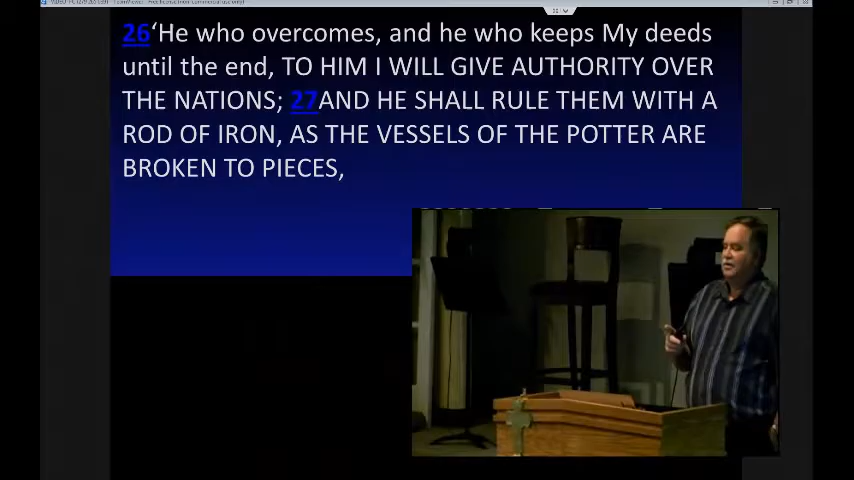 26‘He who overcomes, and he who keeps My deeds
until the end, TO HIM I WILL GIVE AUTHORITY OVER
THE NATIONS; 27AND HE SHALL RULE THEM WITH A
ROD OF IRON, AS THE VESSELS OF THE POTTER ARE
BROKEN TO PIECES,